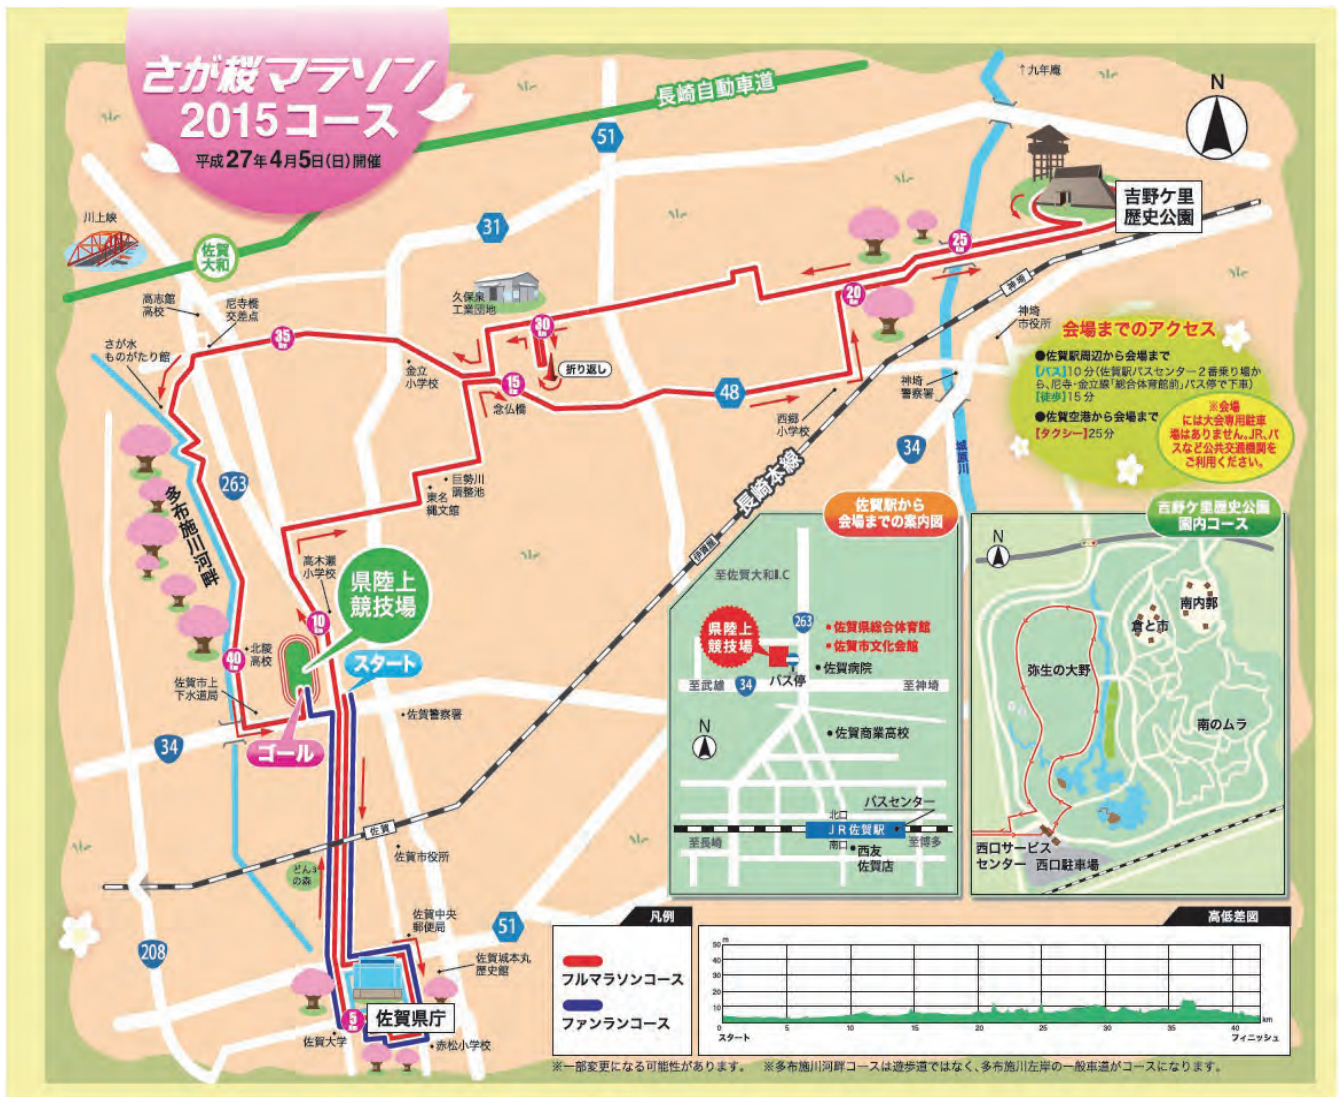 さが桜マラソン
2015コース
平成27年4月5日(日)開催
長崎自動車道
51
↑九年庵
N
吉野ケ里
歴史公園
川上峡
佐賀
大和
31
久保泉
工業団地
高志館
高校
尼寺橋
交差点
さが水
ものがたり館
35km
金立
小学校
30km
折り返し
15km
念仏橋
25km
20km
神埼
神埼
市役所
神埼
警察署
48
西郷
小学校
34
城原川
長崎本線
伊賀屋
会場までのアクセス
●佐賀駅周辺から会場まで
【バス】10分(佐賀駅バスセンター2番乗り場か
ら、尼寺・金立線「総合体育館前」バス停で下車)
【徒歩】15分
●佐賀空港から会場まで
【タクシー】25分
※会場
には大会専用駐車
場はありません。JR、バ
スなど公共交通機関を
ご利用ください。
263
多布施川河畔
巨勢川
調整池
東名
縄文館
高木瀬
小学校
県陸上
競技場
10km
スタート
北陵
高校
40km
佐賀市上
下水道局
ゴール
34
佐賀警察署
佐賀
佐賀市役所
どん3
の森
208
佐賀中央
郵便局
51
佐賀城本丸
歴史館
5km
佐賀県庁
佐賀大学
赤松小学校
佐賀駅から
会場までの案内図
至佐賀大和I.C
県陸上
競技場
263
佐賀県総合体育館
佐賀市文化会館
佐賀病院
バス停
至武雄
34
至神埼
N
佐賀商業高校
バスセンター
北口
JR佐賀駅
南口
至長崎
至博多
西友
佐賀店
吉野ケ里歴史公園
園内コース
N
南内郭
倉と市
弥生の大野
南のムラ
西口サービス
センター
西口駐車場
凡例
フルマラソンコース
ファンランコース
高低差図
m
50
40
30
20
10
0
5
10
15
20
25
30
35
40
km
スタート
フィニッシュ
※一部変更になる可能性があります。 ※多布施川河畔コースは遊歩道ではなく、多布施川左岸の一般車道がコースになります。